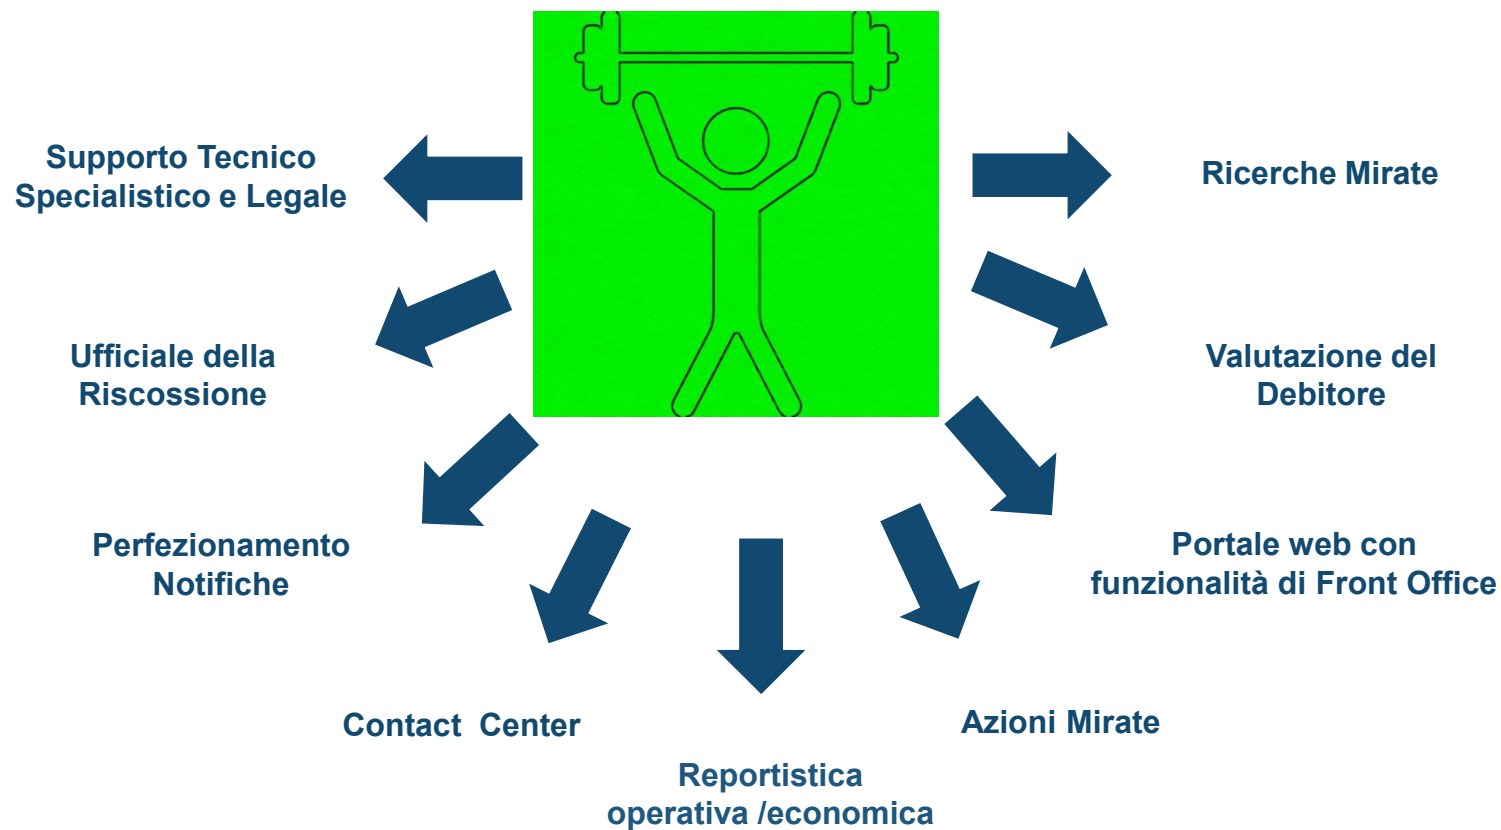 Supporto Tecnico
Specialistico e Legale
Ricerche Mirate
Ufficiale della
Riscossione
Valutazione del
Debitore
Perfezionamento
Notifiche
Portale web con
funzionalità di Front Office
Contact Center
Azioni Mirate
Reportistica
operativa /economica